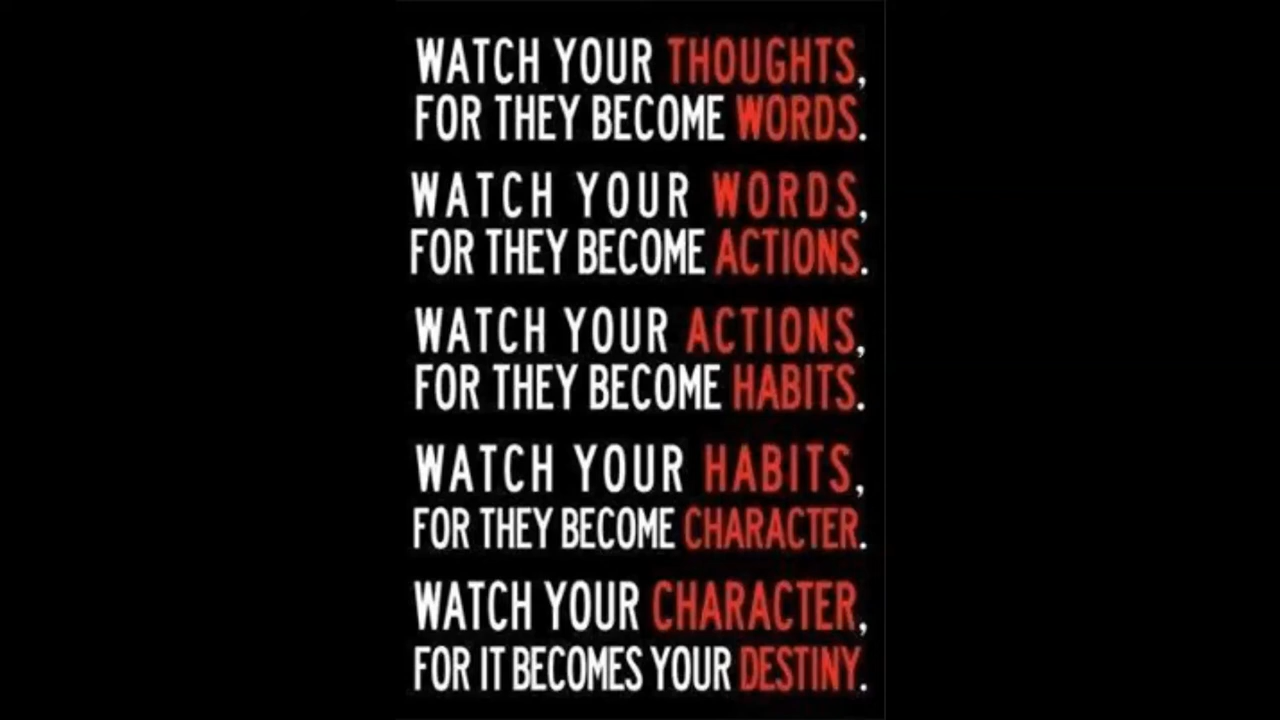 WATCH YOUR THOUGHTS,
FOR THEY BECOME WORDS.
WATCH YOUR WORDS,
FOR THEY BECOME ACTIONS.
WATCH YOUR ACTIONS,
FOR THEY BECOME HABITS.
WATCH YOUR HABITS,
FOR THEY BECOME CHARACTER.
WATCH YOUR CHARACTER,
FOR IT BECOMES YOUR DESTINY.